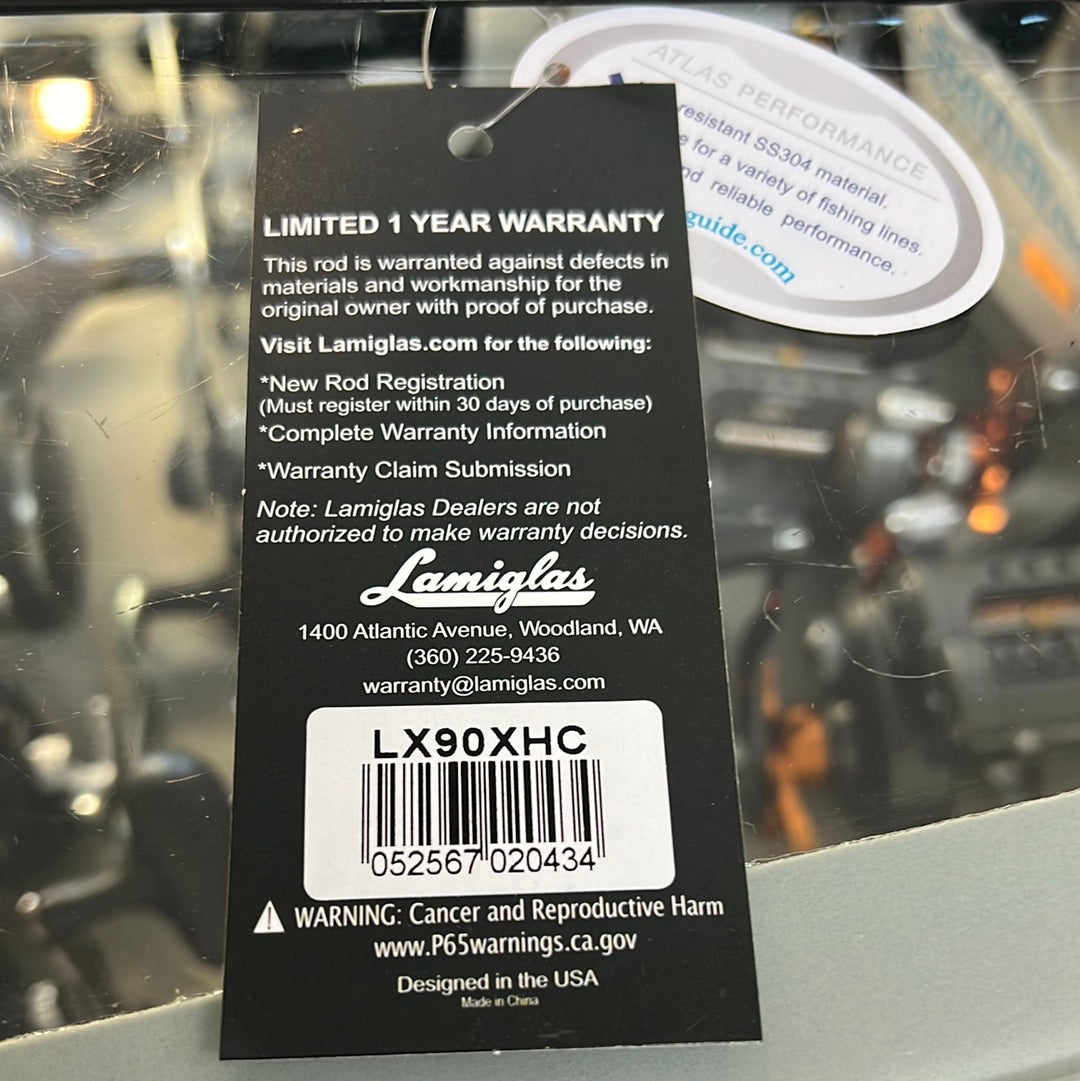 LIMITED 1 YEAR WARRANTY
This rod is warranted against defects in
materials and workmanship for the
original owner with proof of purchase.
Visit Lamiglas.com for the following:
*New Rod Registration
(Must register within 30 days of purchase)
*Complete Warranty Information
*Warranty Claim Submission
Note: Lamiglas Dealers are not
authorized to make warranty decisions.
Lamiglas
1400 Atlantic Avenue, Woodland, WA
(360) 225-9436
warranty@lamiglas.com
LX90XHC
052567 020434
WARNING: Cancer and Reproductive Harm
www.P65warnings.ca.gov
Designed in the USA
Made in China
ATLAS PERFORMANCE
resistant SS304 material.
for a variety of fishing lines.
reliable performance.
guide.com